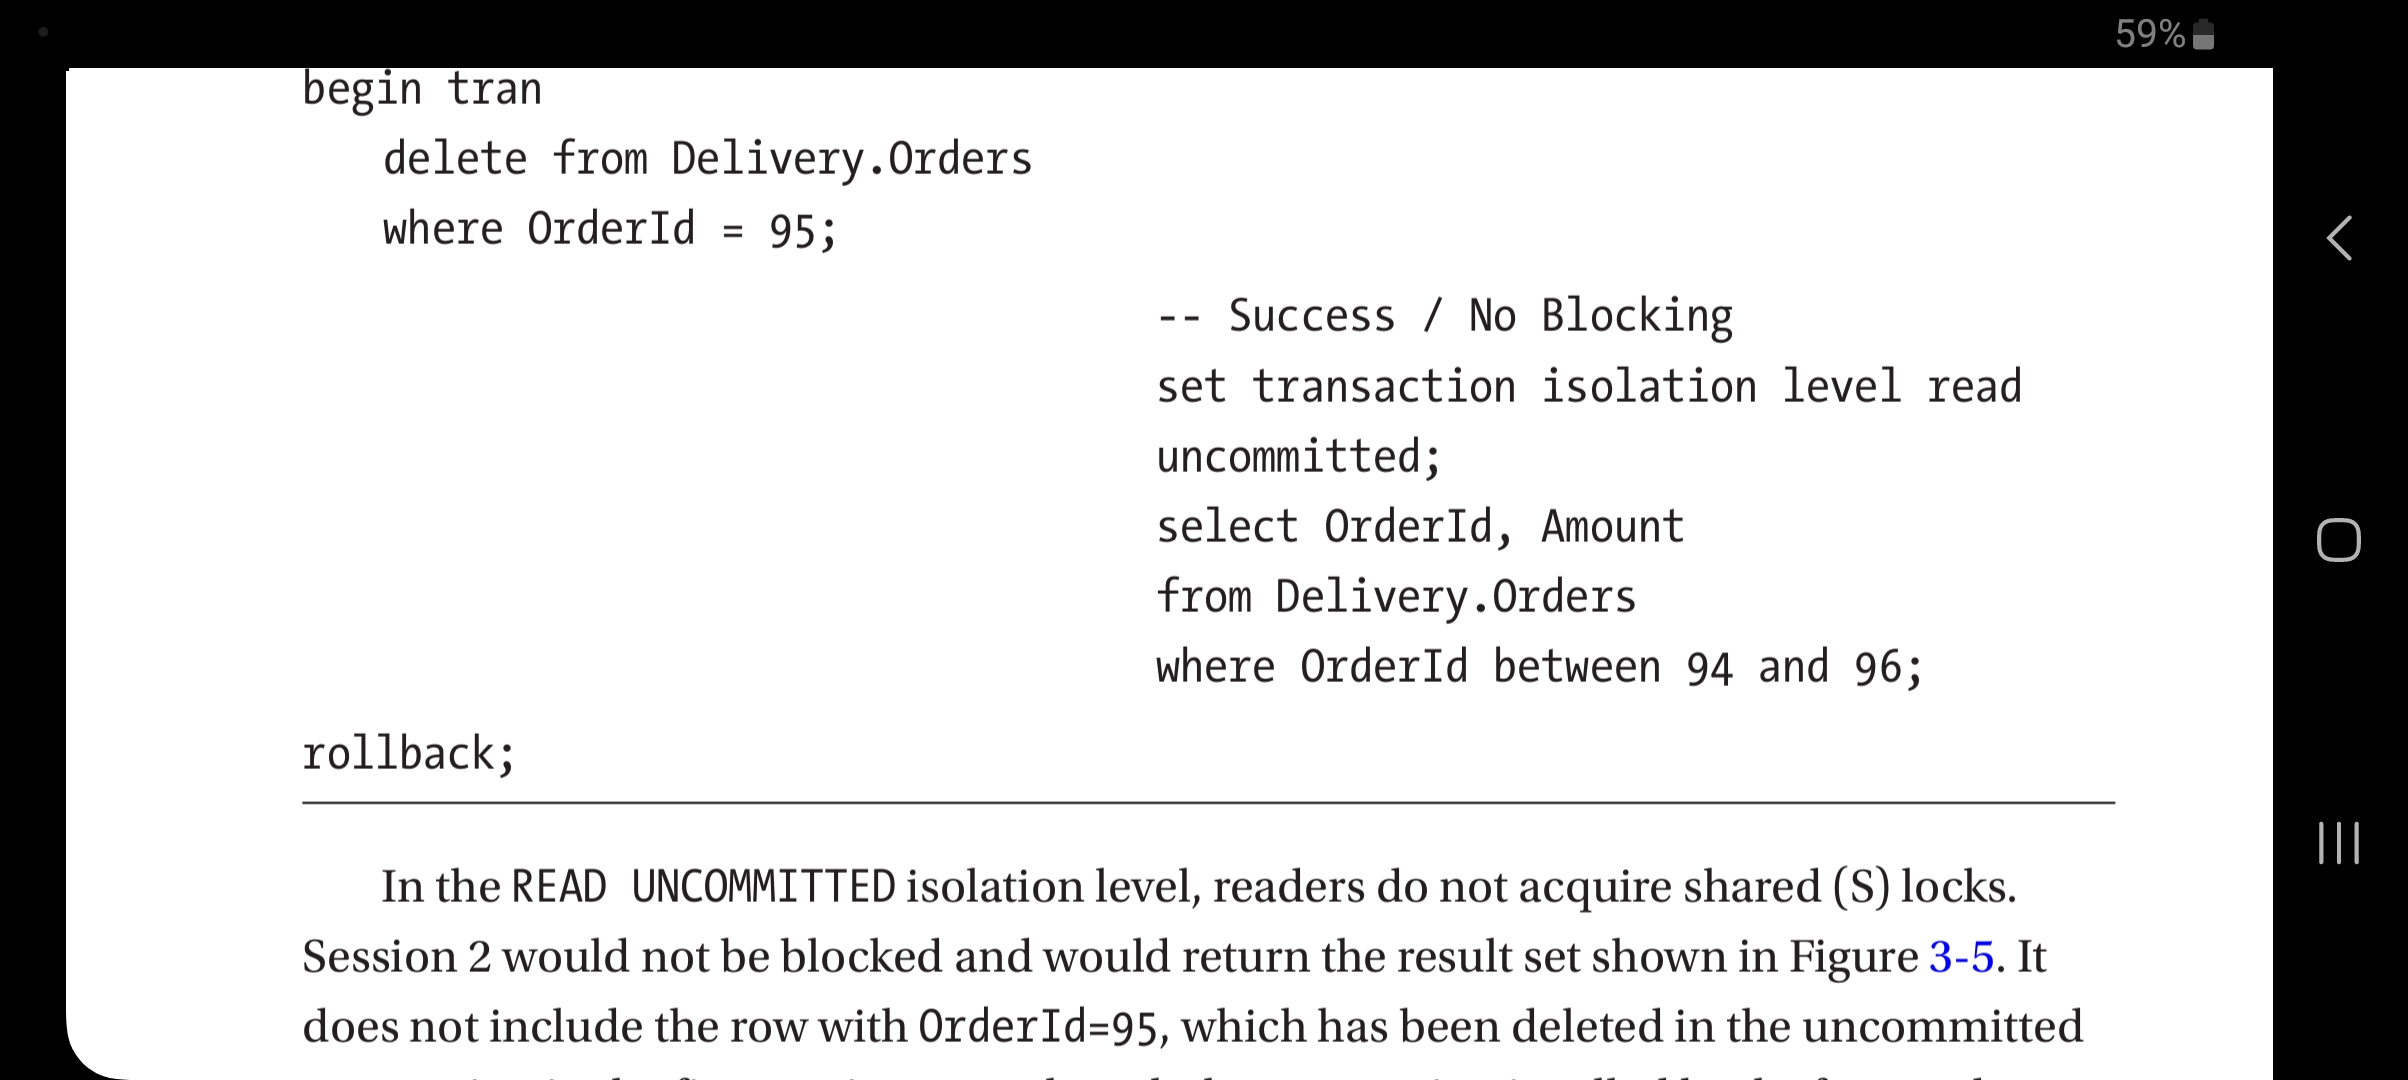 59%
begin tran
delete from Delivery.Orders
where OrderId = 95;
-- Success / No Blocking
set transaction isolation level read
uncommitted;
select OrderId, Amount
from Delivery.Orders
where OrderId between 94 and 96;
rollback;
In the READ UNCOMMITTED isolation level, readers do not acquire shared (S) locks.
Session 2 would not be blocked and would return the result set shown in Figure 3-5. It
does not include the row with OrderId=95, which has been deleted in the uncommitted